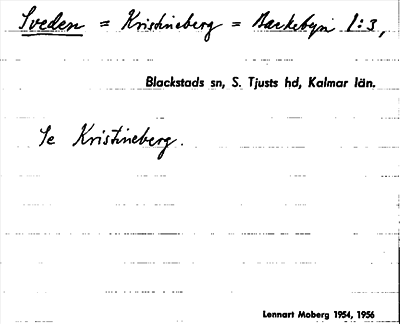 Sveden = Kristineberg = Backebyn 1:3,
Blackstads sn, S. Tjusts hd, Kalmar län.
Se Kristineberg.
Lennart Moberg 1954, 1956